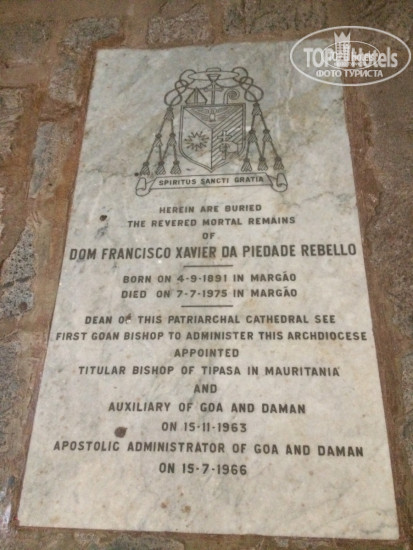 TOPHotels
ФОТО ТУРИСТА
SPIRITUS SANCTI GRATIA
HEREIN ARE BURIED
THE REVERED MORTAL REMAINS
OF
DOM FRANCISCO XAVIER DA PIEDADE REBELLO
BORN ON 4-9-1891 IN MARGÃO
DIED ON 7-7-1975 IN MARGÃO
DEAN OF THIS PATRIARCHAL CATHEDRAL SEE
FIRST GOAN BISHOP TO ADMINISTER THIS ARCHDIOCESE
APPOINTED
TITULAR BISHOP OF TIPASA IN MAURITANIA
AND
AUXILIARY OF GOA AND DAMAN
ON 15-11-1963
APOSTOLIC ADMINISTRATOR OF GOA AND DAMAN
ON 15-7-1966